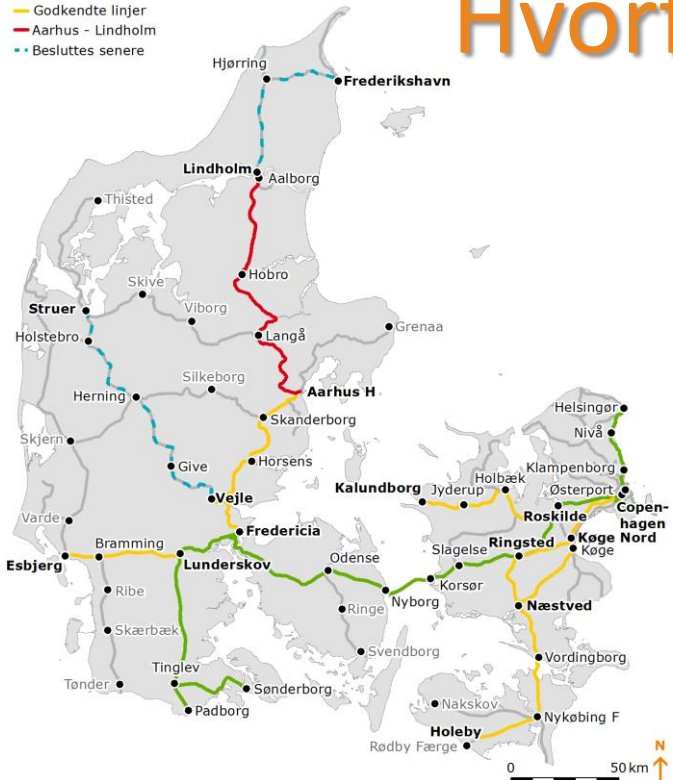 Hvorf
Godkendte linjer
Aarhus - Lindholm
Besluttes senere
Hjørring
Frederikshavn
Lindholm
Aalborg
Thisted
Hobro
Skive
Struer
Viborg
Grenaa
Holstebro
Langå
Silkeborg
Herning
Aarhus H
Skanderborg
Helsingør
Skjern
Nivå
Give
Horsens
Klampenborg
Holbæk
Kalundborg
Jyderup
Østerport
Vejle
Roskilde
Copen-
hagen
Varde
Fredericia
Køge Nord
Bramming
Ringsted
Køge
Slagelse
Esbjerg
Lunderskov
Odense
Korsør
Ribe
Nyborg
Ringe
Næstved
Skærbæk
Svendborg
Vordingborg
Tinglev
Tønder
Sønderborg
Nakskov
Padborg
Nykøbing F
Holeby
Rødby Færge
N
0 50 km